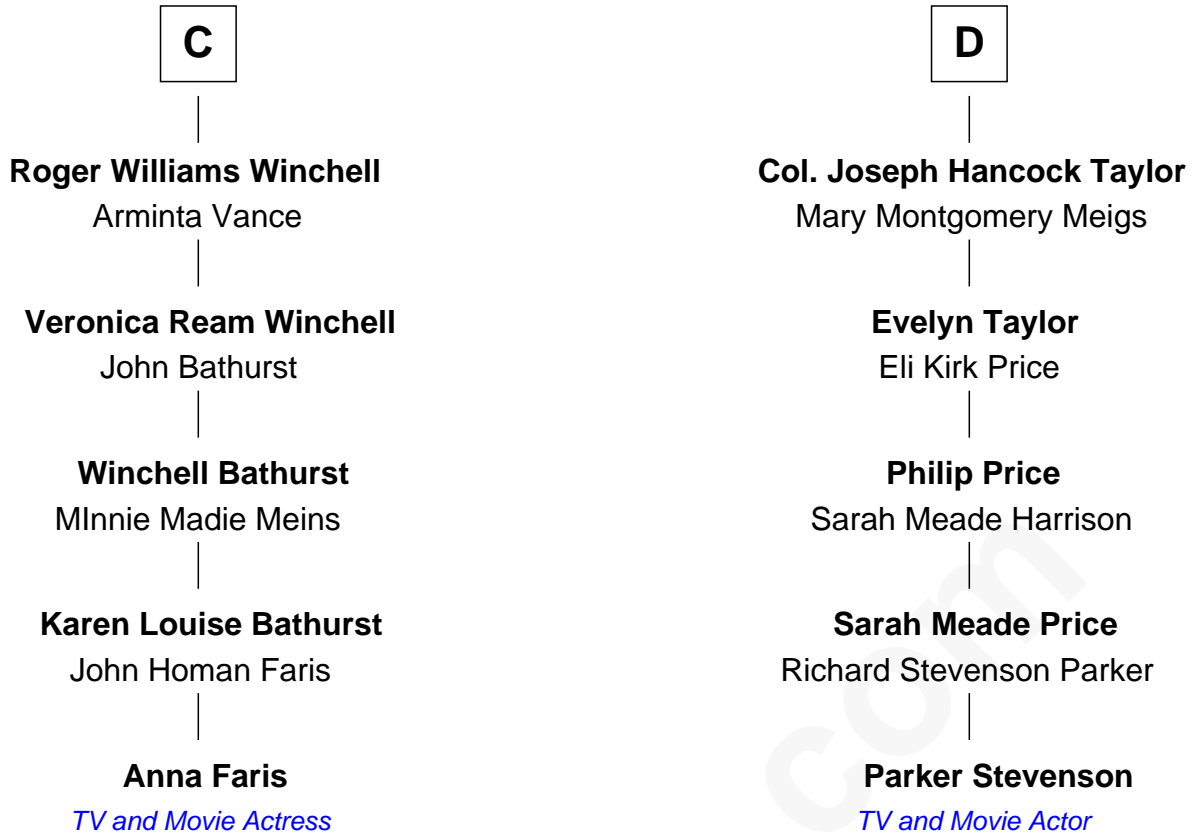 C
Roger Williams Winchell
Arminta Vance
Veronica Ream Winchell
John Bathurst
Winchell Bathurst
MInnie Madie Meins
Karen Louise Bathurst
John Homan Faris
Anna Faris
TV and Movie Actress
D
Col. Joseph Hancock Taylor
Mary Montgomery Meigs
Evelyn Taylor
Eli Kirk Price
Philip Price
Sarah Meade Harrison
Sarah Meade Price
Richard Stevenson Parker
Parker Stevenson
TV and Movie Actor
com